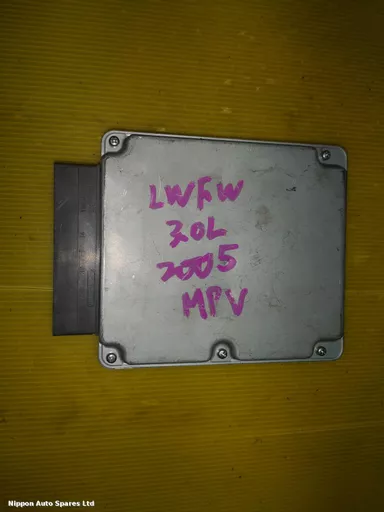 LWFW
3.0L
2005
MPV
Nippon Auto Spares Ltd